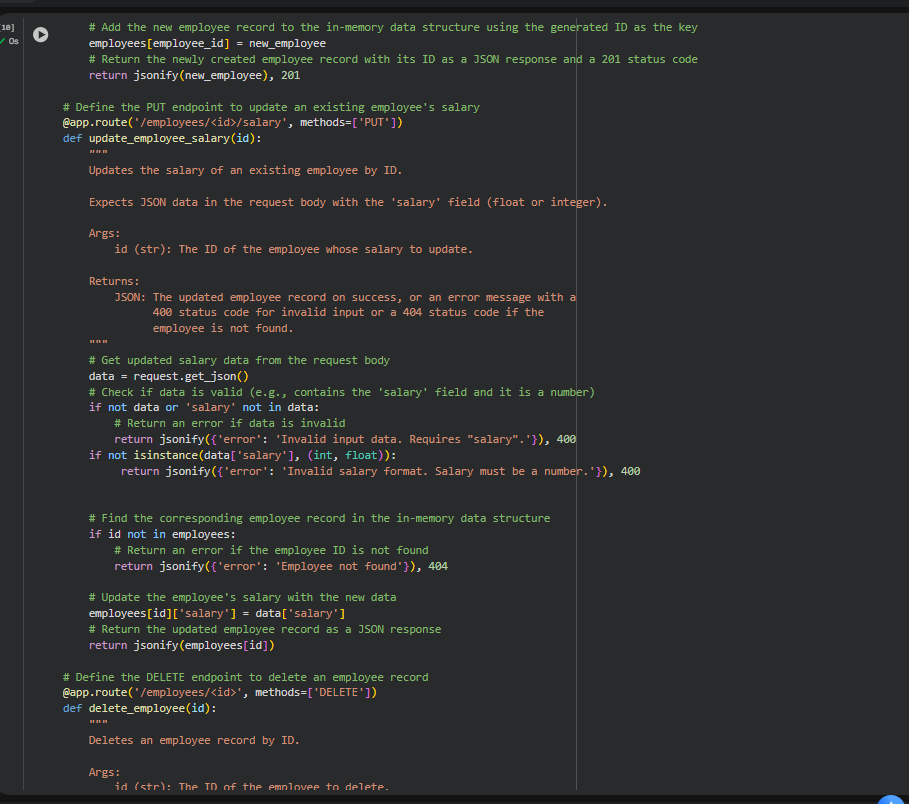 [10]
0s
    # Add the new employee record to the in-memory data structure using the generated ID as the key
    employees[employee_id] = new_employee
    # Return the newly created employee record with its ID as a JSON response and a 201 status code
    return jsonify(new_employee), 201

# Define the PUT endpoint to update an existing employee's salary
@app.route('/employees/<id>/salary', methods=['PUT'])
def update_employee_salary(id):
    """
    Updates the salary of an existing employee by ID.

    Expects JSON data in the request body with the 'salary' field (float or integer).

    Args:
        id (str): The ID of the employee whose salary to update.

    Returns:
        JSON: The updated employee record on success, or an error message with a
              400 status code for invalid input or a 404 status code if the
              employee is not found.
    """
    # Get updated salary data from the request body
    data = request.get_json()
    # Check if data is valid (e.g., contains the 'salary' field and it is a number)
    if not data or 'salary' not in data:
        # Return an error if data is invalid
        return jsonify({'error': 'Invalid input data. Requires "salary".'}), 400
    if not isinstance(data['salary'], (int, float)):
         return jsonify({'error': 'Invalid salary format. Salary must be a number.'}), 400


    # Find the corresponding employee record in the in-memory data structure
    if id not in employees:
        # Return an error if the employee ID is not found
        return jsonify({'error': 'Employee not found'}), 404

    # Update the employee's salary with the new data
    employees[id]['salary'] = data['salary']
    # Return the updated employee record as a JSON response
    return jsonify(employees[id])

# Define the DELETE endpoint to delete an employee record
@app.route('/employees/<id>', methods=['DELETE'])
def delete_employee(id):
    """
    Deletes an employee record by ID.

    Args:
        id (str): The ID of the employee to delete.